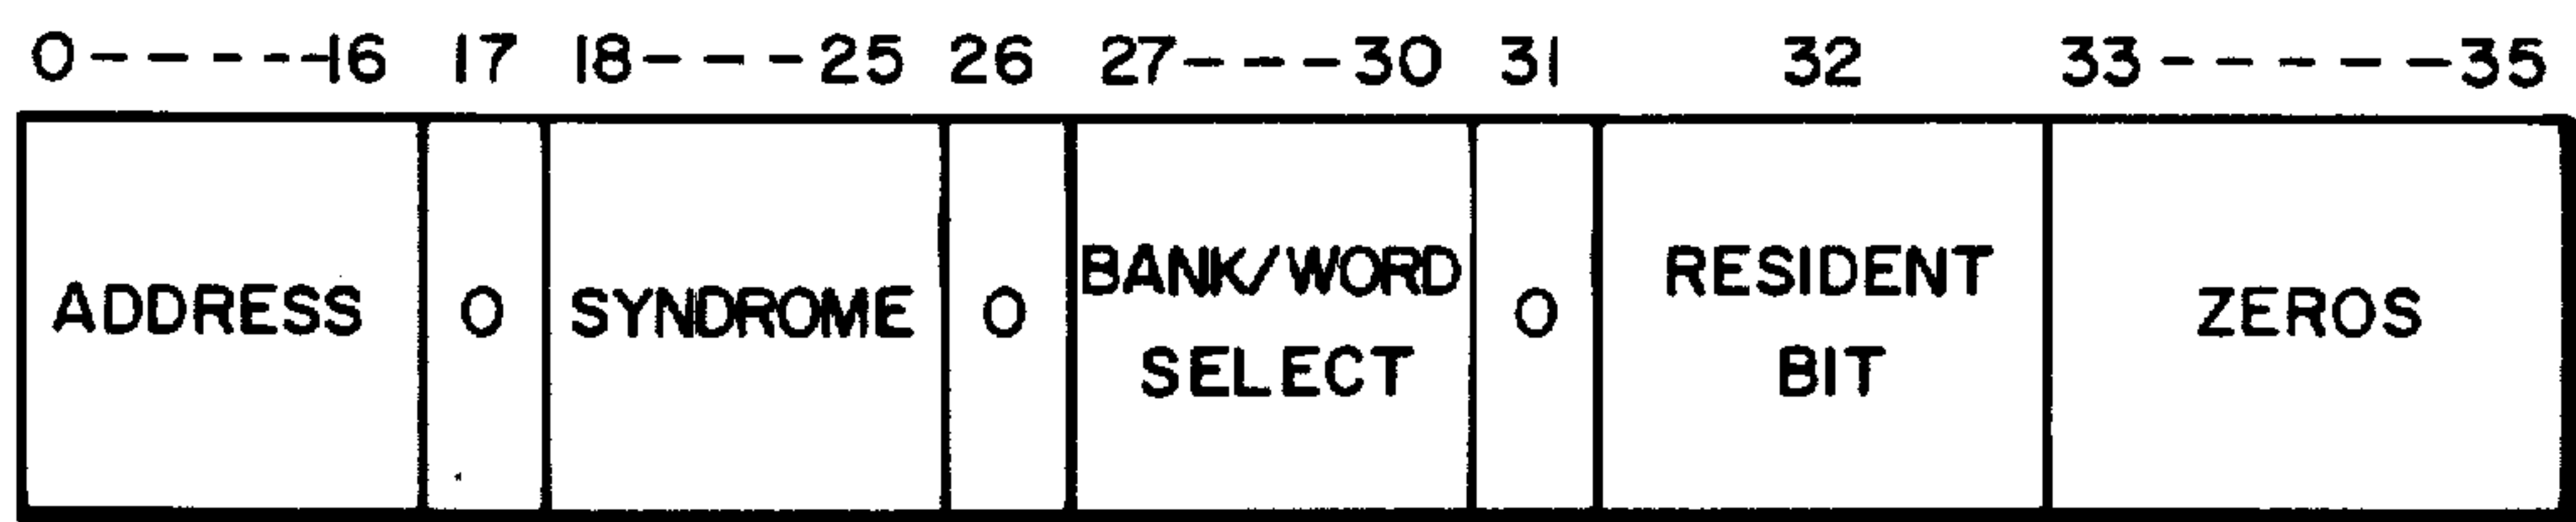 0-----16 17 18---25 26 27---30 31 32 33-----35
ADDRESS 0 SYNDROME 0 BANK/WORD SELECT 0 RESIDENT BIT ZEROS